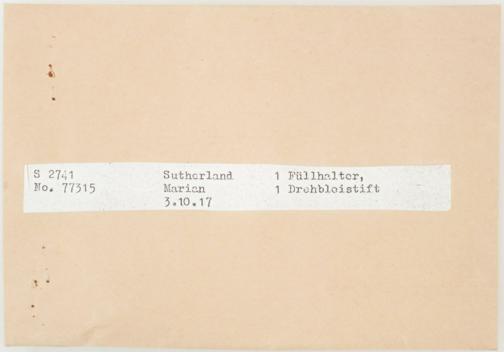 S 2741 Sutherland 1 Füllhalter,
No. 77315 Marian 1 Drehbleistift
3.10.17